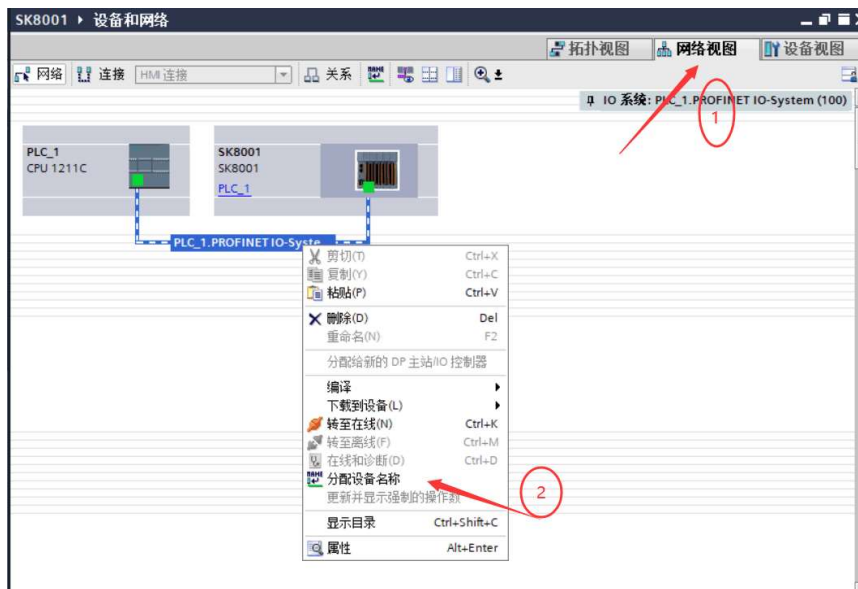 SK8001 ▸ 设备和网络
拓扑视图 网络视图 设备视图
网络 连接 HMI 连接 关系
IO 系统: PLC_1.PROFINET IO-System (100)
1
PLC_1
CPU 1211C
SK8001
SK8001
PLC_1
PLC_1.PROFINET IO-Syste...
剪切(T) Ctrl+X
复制(Y) Ctrl+C
粘贴(P) Ctrl+V
删除(D) Del
重命名(N) F2
分配给新的 DP 主站/IO 控制器
编译
下载到设备(L)
转至在线(N) Ctrl+K
转至离线(F) Ctrl+M
在线和诊断(D) Ctrl+D
分配设备名称
更新并显示强制的操作数
2
显示目录 Ctrl+Shift+C
属性 Alt+Enter